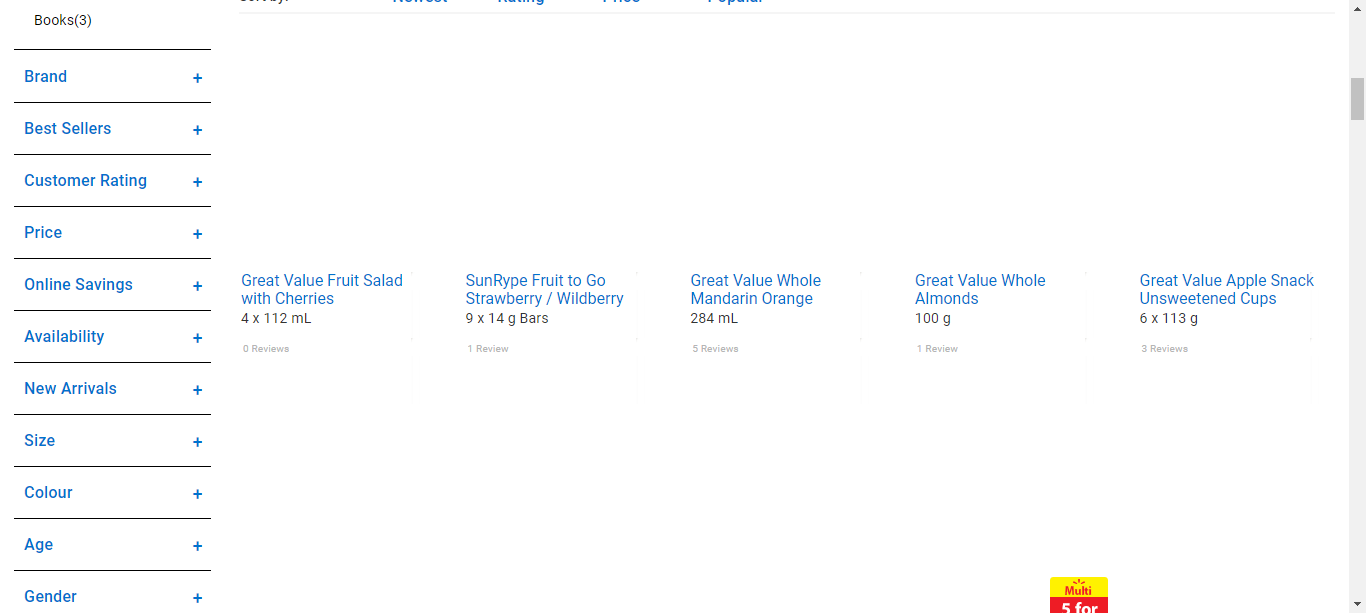 Books(3)
Sort by:
Newest
Rating
Price
Popular
Brand +
Best Sellers +
Customer Rating +
Price +
Online Savings +
Availability +
New Arrivals +
Size +
Colour +
Age +
Gender +
Great Value Fruit Salad
with Cherries
4 x 112 mL
0 Reviews
SunRype Fruit to Go
Strawberry / Wildberry
9 x 14 g Bars
1 Review
Great Value Whole
Mandarin Orange
284 mL
5 Reviews
Great Value Whole
Almonds
100 g
1 Review
Great Value Apple Snack
Unsweetened Cups
6 x 113 g
3 Reviews
Multi
5 for